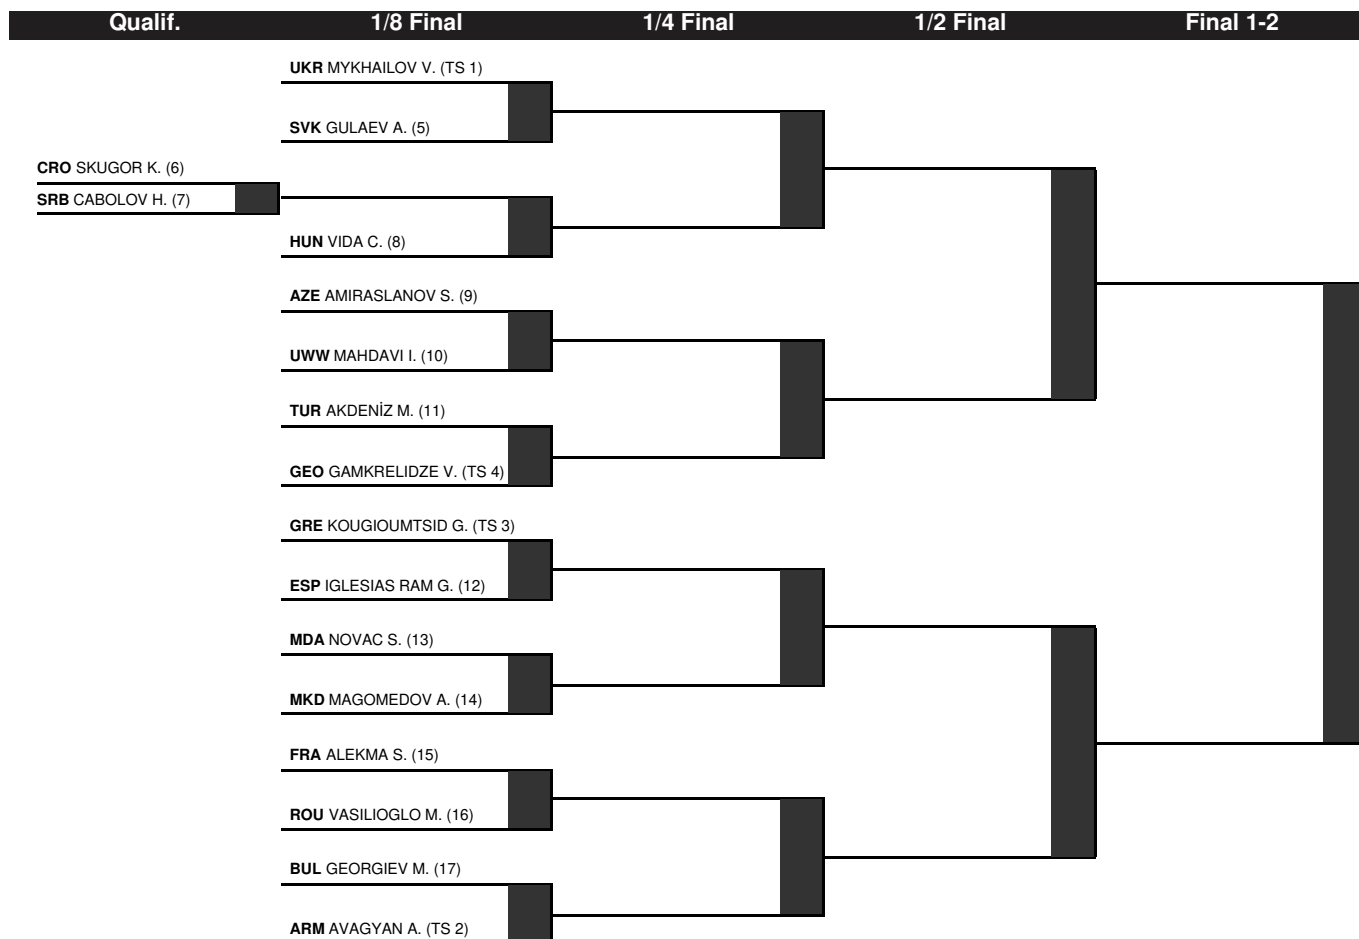 Qualif. 1/8 Final 1/4 Final 1/2 Final Final 1-2
UKR MYKHAILOV V. (TS 1)
SVK GULAEV A. (5)
CRO SKUGOR K. (6)
SRB CABOLOV H. (7)
HUN VIDA C. (8)
AZE AMIRASLANOV S. (9)
UWW MAHDAVI I. (10)
TUR AKDENİZ M. (11)
GEO GAMKRELIDZE V. (TS 4)
GRE KOUGIOUMTSID G. (TS 3)
ESP IGLESIAS RAM G. (12)
MDA NOVAC S. (13)
MKD MAGOMEDOV A. (14)
FRA ALEKMA S. (15)
ROU VASILIOGLO M. (16)
BUL GEORGIEV M. (17)
ARM AVAGYAN A. (TS 2)